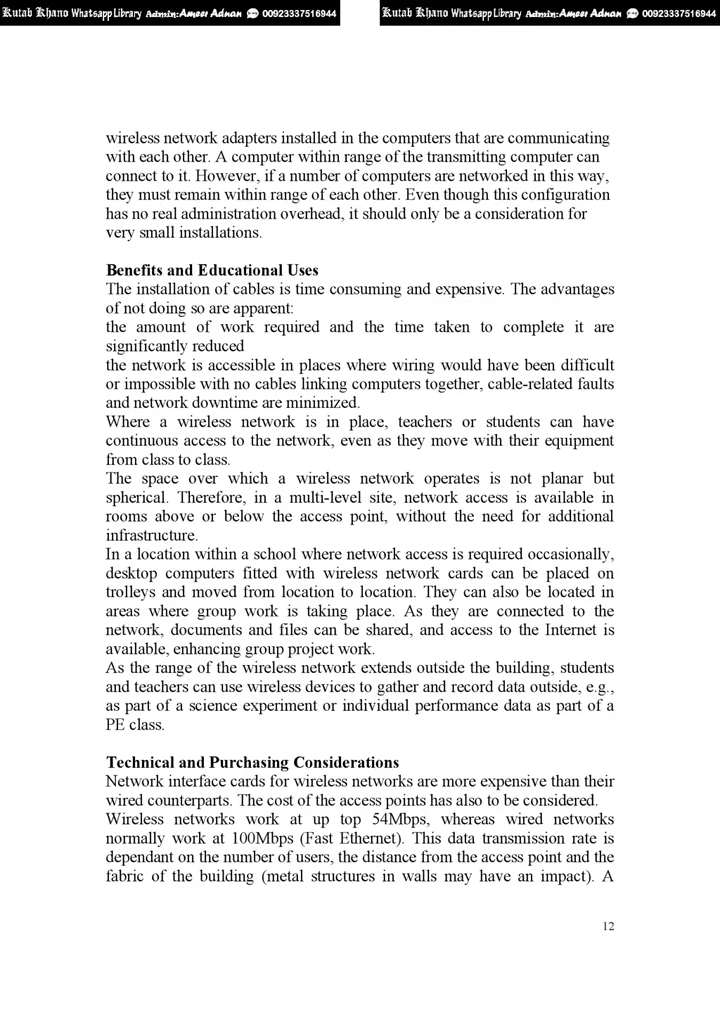 Kutab Khano Whatsapp Library Admin:Ameer Adnan 00923337516944 Kutab Khano Whatsapp Library Admin:Ameer Adnan 00923337516944
wireless network adapters installed in the computers that are communicating
with each other. A computer within range of the transmitting computer can
connect to it. However, if a number of computers are networked in this way,
they must remain within range of each other. Even though this configuration
has no real administration overhead, it should only be a consideration for
very small installations.
Benefits and Educational Uses
The installation of cables is time consuming and expensive. The advantages
of not doing so are apparent:
the amount of work required and the time taken to complete it are
significantly reduced
the network is accessible in places where wiring would have been difficult
or impossible with no cables linking computers together, cable-related faults
and network downtime are minimized.
Where a wireless network is in place, teachers or students can have
continuous access to the network, even as they move with their equipment
from class to class.
The space over which a wireless network operates is not planar but
spherical. Therefore, in a multi-level site, network access is available in
rooms above or below the access point, without the need for additional
infrastructure.
In a location within a school where network access is required occasionally,
desktop computers fitted with wireless network cards can be placed on
trolleys and moved from location to location. They can also be located in
areas where group work is taking place. As they are connected to the
network, documents and files can be shared, and access to the Internet is
available, enhancing group project work.
As the range of the wireless network extends outside the building, students
and teachers can use wireless devices to gather and record data outside, e.g.,
as part of a science experiment or individual performance data as part of a
PE class.
Technical and Purchasing Considerations
Network interface cards for wireless networks are more expensive than their
wired counterparts. The cost of the access points has also to be considered.
Wireless networks work at up top 54Mbps, whereas wired networks
normally work at 100Mbps (Fast Ethernet). This data transmission rate is
dependant on the number of users, the distance from the access point and the
fabric of the building (metal structures in walls may have an impact). A
12